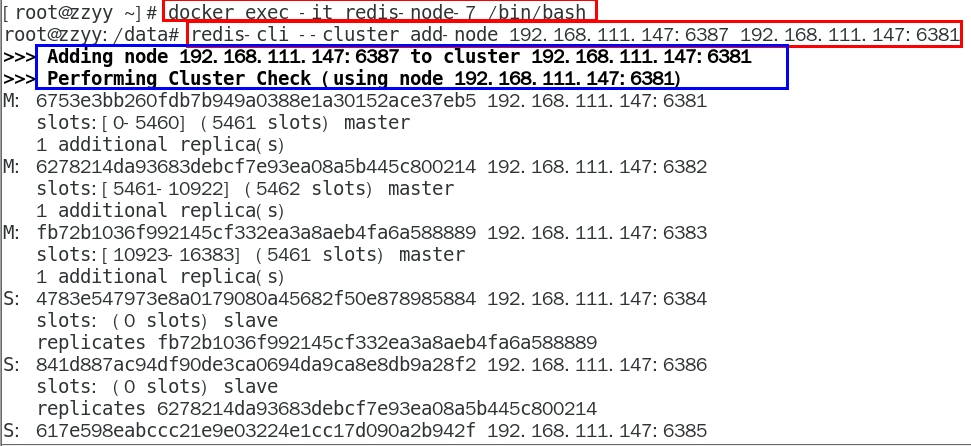 [root@zzyy ~]# docker exec -it redis-node-7 /bin/bash
root@zzyy:/data# redis-cli --cluster add-node 192.168.111.147:6387 192.168.111.147:6381
>>> Adding node 192.168.111.147:6387 to cluster 192.168.111.147:6381
>>> Performing Cluster Check (using node 192.168.111.147:6381)
M: 6753e3bb260fdb7b949a0388e1a30152ace37eb5 192.168.111.147:6381
   slots:[0-5460] (5461 slots) master
   1 additional replica(s)
M: 6278214da93683debcf7e93ea08a5b445c800214 192.168.111.147:6382
   slots:[5461-10922] (5462 slots) master
   1 additional replica(s)
M: fb72b1036f992145cf332ea3a8aeb4fa6a588889 192.168.111.147:6383
   slots:[10923-16383] (5461 slots) master
   1 additional replica(s)
S: 4783e547973e8a0179080a45682f50e878985884 192.168.111.147:6384
   slots: (0 slots) slave
   replicates fb72b1036f992145cf332ea3a8aeb4fa6a588889
S: 841d887ac94df90de3ca0694da9ca8e8db9a28f2 192.168.111.147:6386
   slots: (0 slots) slave
   replicates 6278214da93683debcf7e93ea08a5b445c800214
S: 617e598eabccc21e9e03224e1cc17d090a2b942f 192.168.111.147:6385